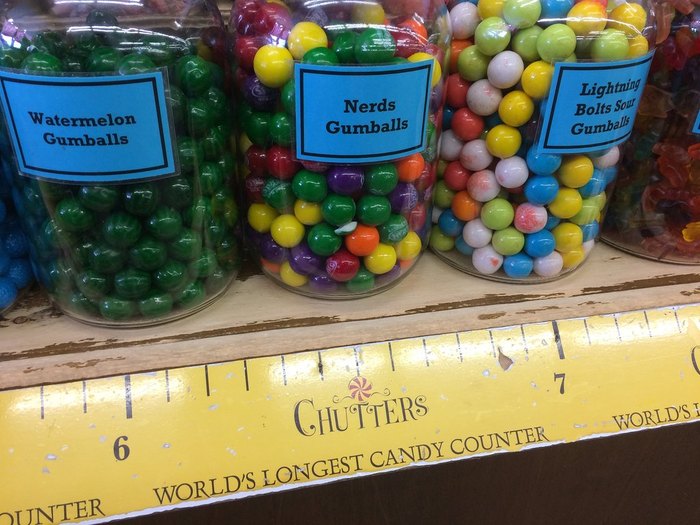 Watermelon
Gumballs
Nerds
Gumballs
Lightning
Bolts Sour
Gumballs
6
CHUTTERS
7
OUNTER
WORLD'S LONGEST CANDY COUNTER
WORLD'S